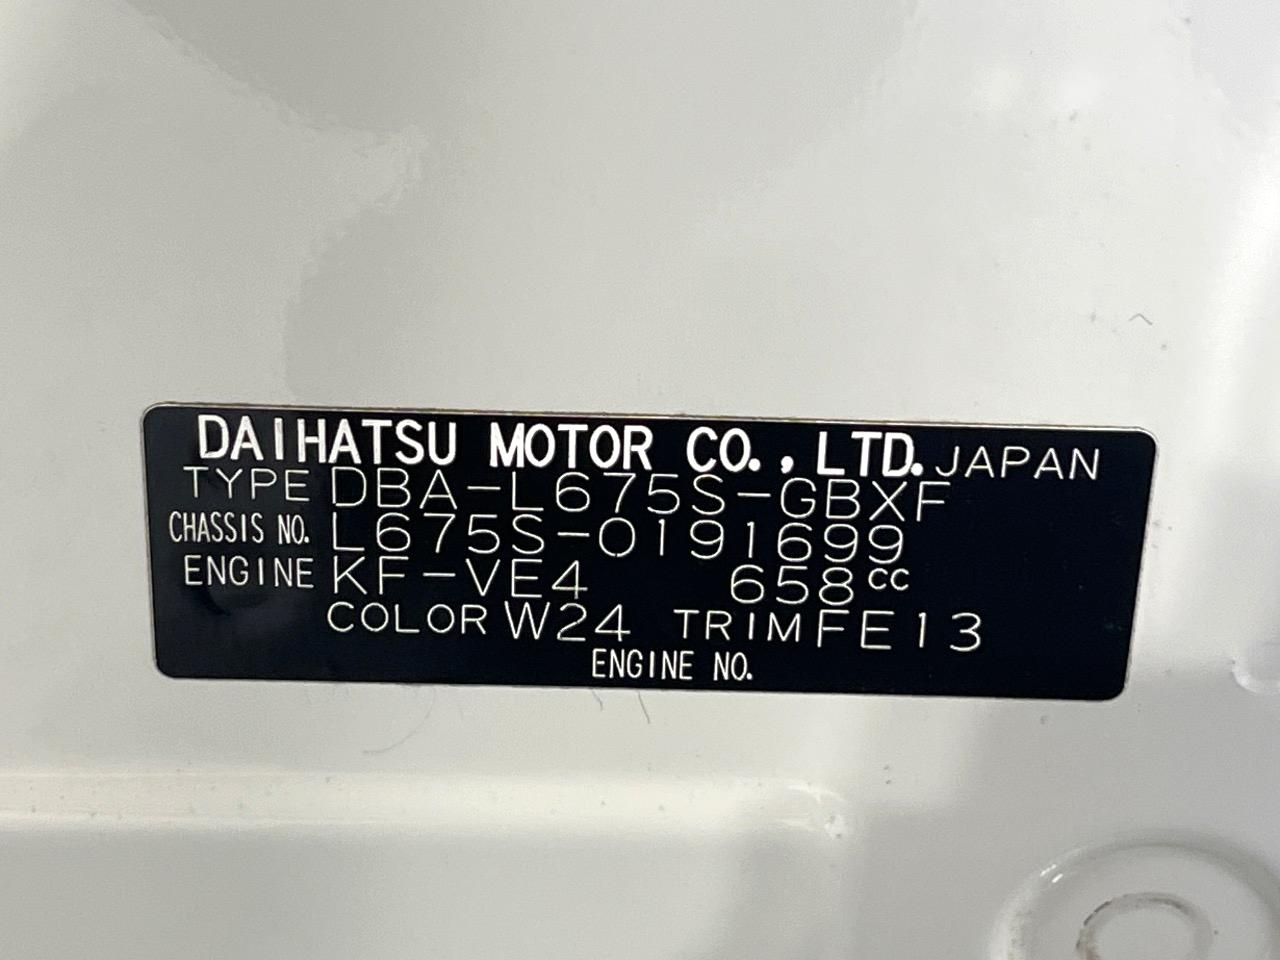 DAIHATSU MOTOR CO., LTD. JAPAN
TYPE DBA-L675S-GBXF
CHASSIS NO. L675S-0191699
ENGINE KF-VE4 658cc
COLOR W24 TRIM FE13
ENGINE NO.